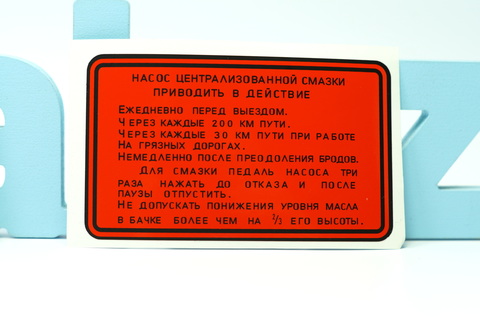 НАСОС ЦЕНТРАЛИЗОВАННОЙ СМАЗКИ
ПРИВОДИТЬ В ДЕЙСТВИЕ
ЕЖЕДНЕВНО ПЕРЕД ВЫЕЗДОМ.
ЧЕРЕЗ КАЖДЫЕ 200 КМ ПУТИ.
ЧЕРЕЗ КАЖДЫЕ 30 КМ ПУТИ ПРИ РАБОТЕ
НА ГРЯЗНЫХ ДОРОГАХ.
НЕМЕДЛЕННО ПОСЛЕ ПРЕОДОЛЕНИЯ БРОДОВ.
ДЛЯ СМАЗКИ ПЕДАЛЬ НАСОСА ТРИ
РАЗА НАЖАТЬ ДО ОТКАЗА И ПОСЛЕ
ПАУЗЫ ОТПУСТИТЬ.
НЕ ДОПУСКАТЬ ПОНИЖЕНИЯ УРОВНЯ МАСЛА
В БАЧКЕ БОЛЕЕ ЧЕМ НА 2/3 ЕГО ВЫСОТЫ.